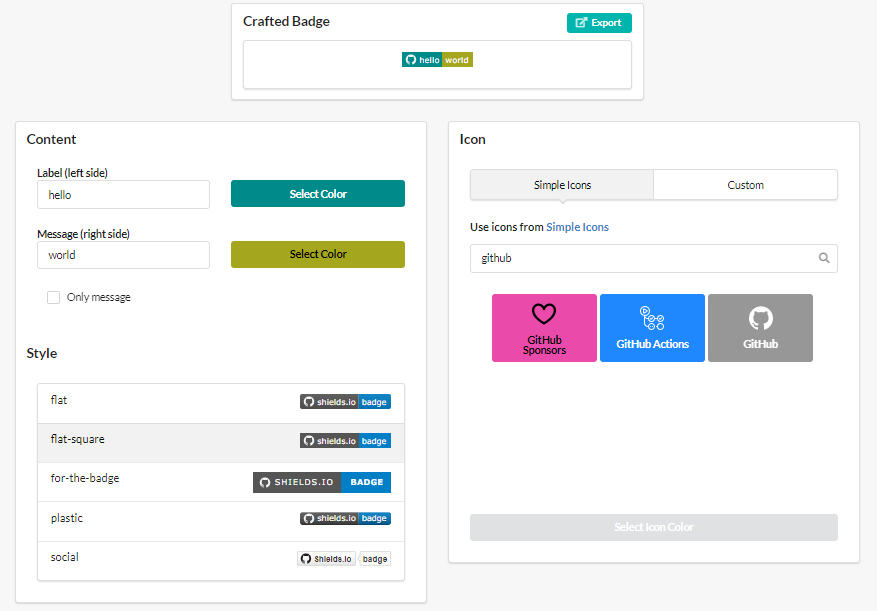 Crafted Badge
Export
hello world
Content
Label (left side)
hello
Select Color
Message (right side)
world
Select Color
Only message
Style
flat
shields.io badge
flat-square
shields.io badge
for-the-badge
SHIELDS.IO BADGE
plastic
shields.io badge
social
Shields.io badge
Icon
Simple Icons
Custom
Use icons from Simple Icons
github
GitHub
Sponsors
GitHub Actions
GitHub
Select Icon Color